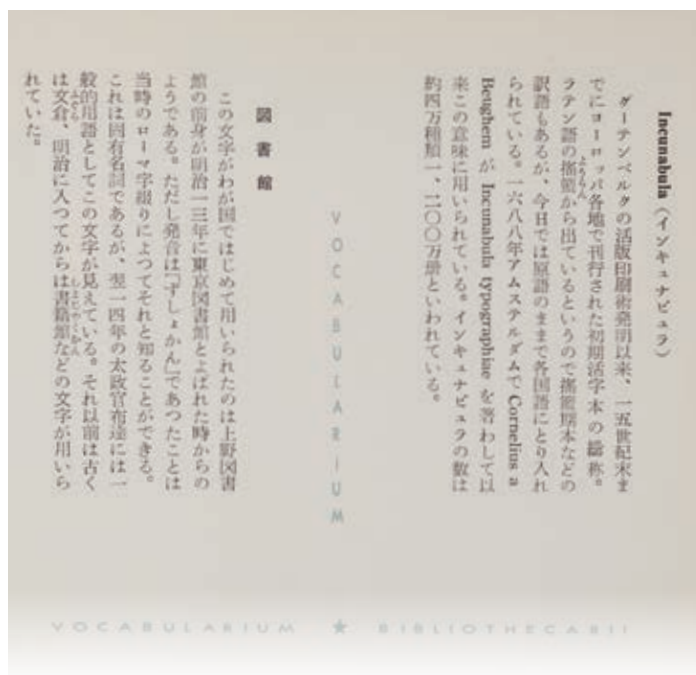 Incunabula(インキュナビュラ)
グーテンベルクの活版印刷術発明以来、一五世紀末ま
でにヨーロッパ各地で刊行された初期活字本の総称。
ラテン語の揺籃から出ているというので揺籃期本などの
訳語もあるが、今日では原語のままで各国語にとり入れ
られている。一六八八年アムステルダムで Cornelius a
Beughem が Incunabula typographiae を著わして以
来この意味に用いられている。インキュナビュラの数は
約四万種類一、二〇〇万册といわれている。
VOCABULARIUM
図書館
この文字がわが国ではじめて用いられたのは上野図書
館の前身が明治一三年に東京図書館とよばれた時からの
ようである。ただし発音は「ずしょかん」であつたことは
当時のローマ字綴りによつてそれと知ることができる。
これは固有名詞であるが、翌一四年の太政官布達には一
般的用語としてこの文字が見えている。それ以前は古く
は文倉、明治に入つてからは書籍館などの文字が用いら
れていた。
VOCABULARIUM ★ BIBLIOTHECARII